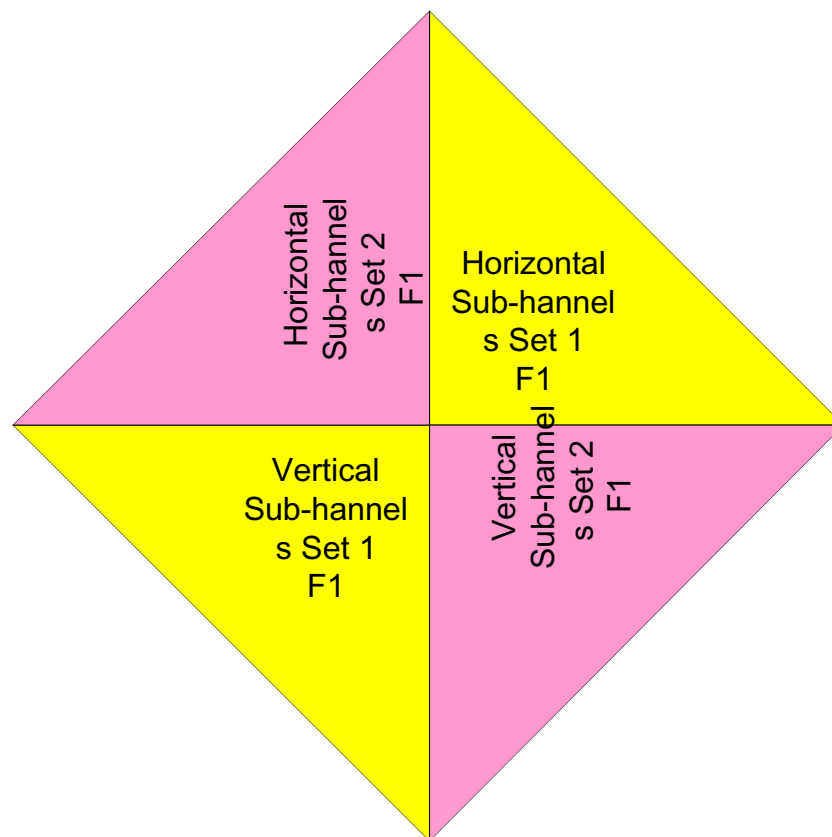 Horizontal
Sub-hannel
s Set 2
F1
Horizontal
Sub-hannel
s Set 1
F1
Vertical
Sub-hannel
s Set 1
F1
Vertical
Sub-hannel
s Set 2
F1